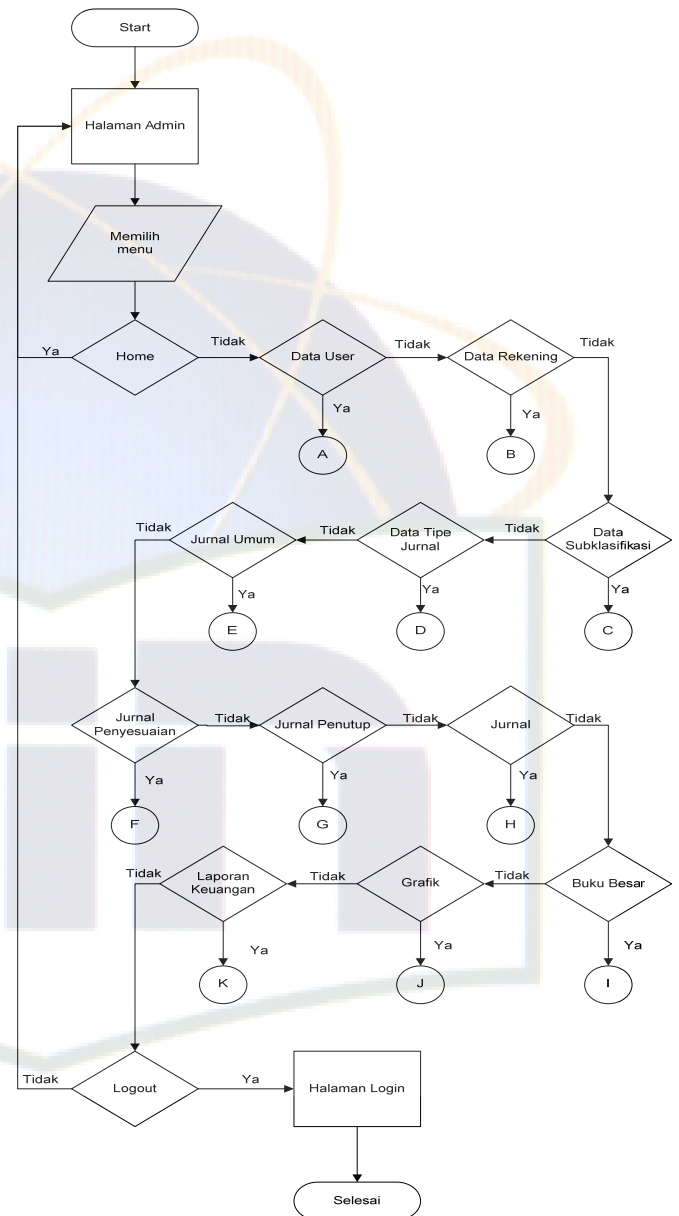 Start
Halaman Admin
Memilih
menu
Ya
Home
Tidak
Data User
Tidak
Data Rekening
Tidak
Ya
Ya
A
B
Tidak
Jurnal Umum
Tidak
Data Tipe
Jurnal
Tidak
Data
Subklasifikasi
Ya
Ya
Ya
E
D
C
Jurnal
Penyesuaian
Tidak
Jurnal Penutup
Tidak
Jurnal
Tidak
Ya
Ya
Ya
F
G
H
Tidak
Laporan
Keuangan
Tidak
Grafik
Tidak
Buku Besar
Ya
Ya
Ya
K
J
I
Tidak
Logout
Ya
Halaman Login
Selesai